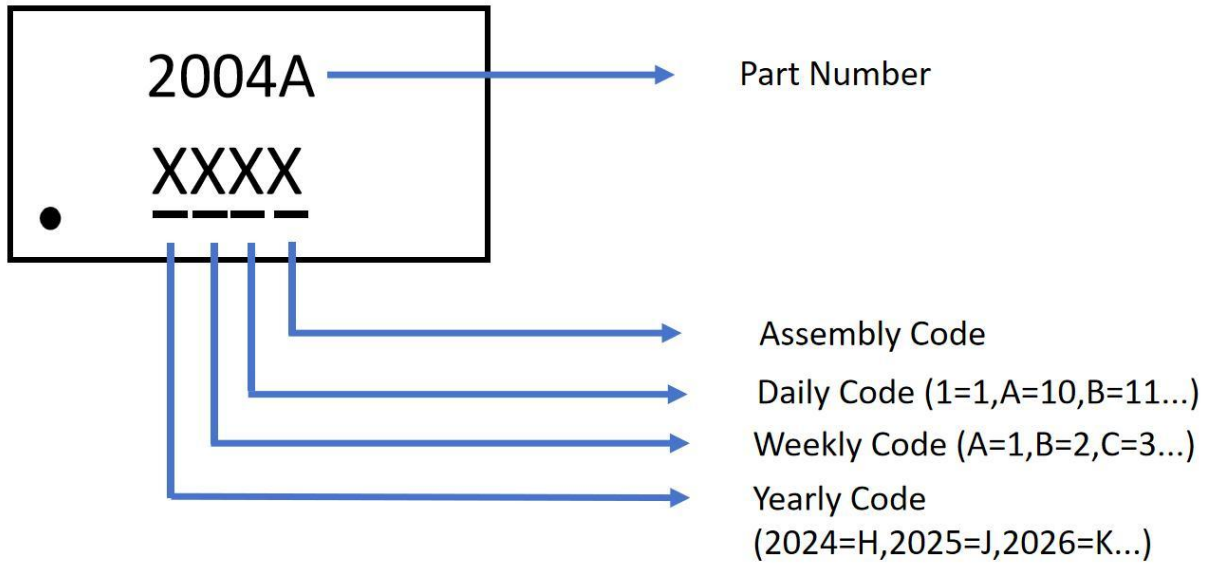 2004A
Part Number
XXXX
Assembly Code
Daily Code (1=1,A=10,B=11...)
Weekly Code (A=1,B=2,C=3...)
Yearly Code
(2024=H,2025=J,2026=K...)